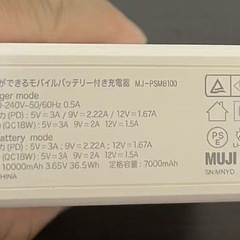 ができるモバイルバッテリー付き充電器 MJ-PSM8100
ger mode
0-240V~50/60Hz 0.5A
力 (PD) : 5V=3A / 9V=2.22A / 12V=1.67A
(QC18W) : 5V=3A 9V=2A 12V=1.5A
attery mode
力 (PD) : 5V=3A / 9V=2.22A / 12V=1.67A
(QC18W) : 5V=3A 9V=2A 12V=1.5A
10000mAh 3.65V 36.5Wh 定格容量 : 7000mAh
CHINA
PS
E
MUJI
SN:MNYD